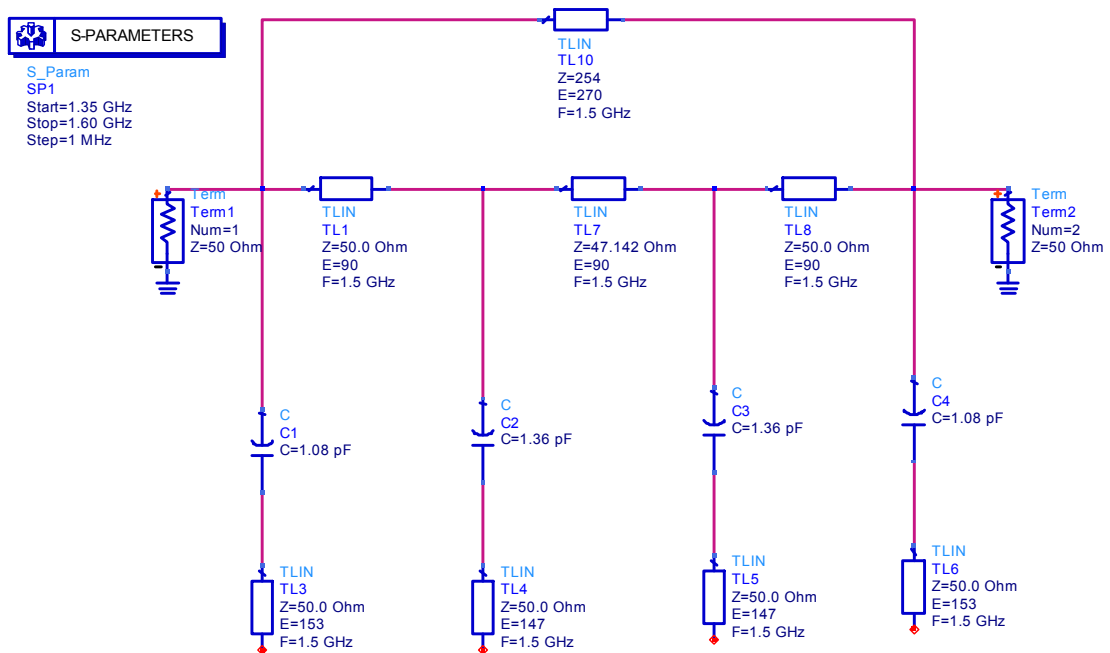 S-PARAMETERS
S_Param
SP1
Start=1.35 GHz
Stop=1.60 GHz
Step=1 MHz
TLIN
TL10
Z=254
E=270
F=1.5 GHz
Term
Term1
Num=1
Z=50 Ohm
TLIN
TL1
Z=50.0 Ohm
E=90
F=1.5 GHz
TLIN
TL7
Z=47.142 Ohm
E=90
F=1.5 GHz
TLIN
TL8
Z=50.0 Ohm
E=90
F=1.5 GHz
Term
Term2
Num=2
Z=50 Ohm
C
C1
C=1.08 pF
C
C2
C=1.36 pF
C
C3
C=1.36 pF
C
C4
C=1.08 pF
TLIN
TL3
Z=50.0 Ohm
E=153
F=1.5 GHz
TLIN
TL4
Z=50.0 Ohm
E=147
F=1.5 GHz
TLIN
TL5
Z=50.0 Ohm
E=147
F=1.5 GHz
TLIN
TL6
Z=50.0 Ohm
E=153
F=1.5 GHz